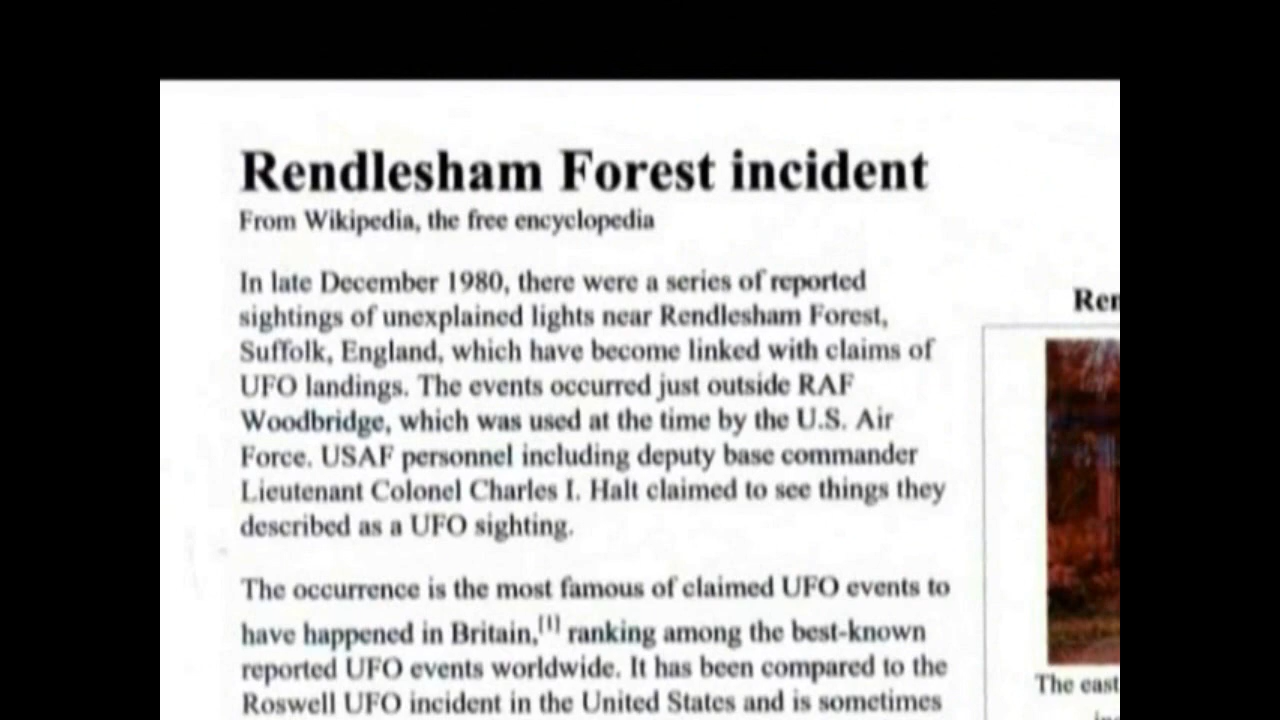 Rendlesham Forest incident
From Wikipedia, the free encyclopedia
In late December 1980, there were a series of reported
sightings of unexplained lights near Rendlesham Forest,
Suffolk, England, which have become linked with claims of
UFO landings. The events occurred just outside RAF
Woodbridge, which was used at the time by the U.S. Air
Force. USAF personnel including deputy base commander
Lieutenant Colonel Charles I. Halt claimed to see things they
described as a UFO sighting.
The occurrence is the most famous of claimed UFO events to
have happened in Britain,[1] ranking among the best-known
reported UFO events worldwide. It has been compared to the
Roswell UFO incident in the United States and is sometimes
Ren
The east